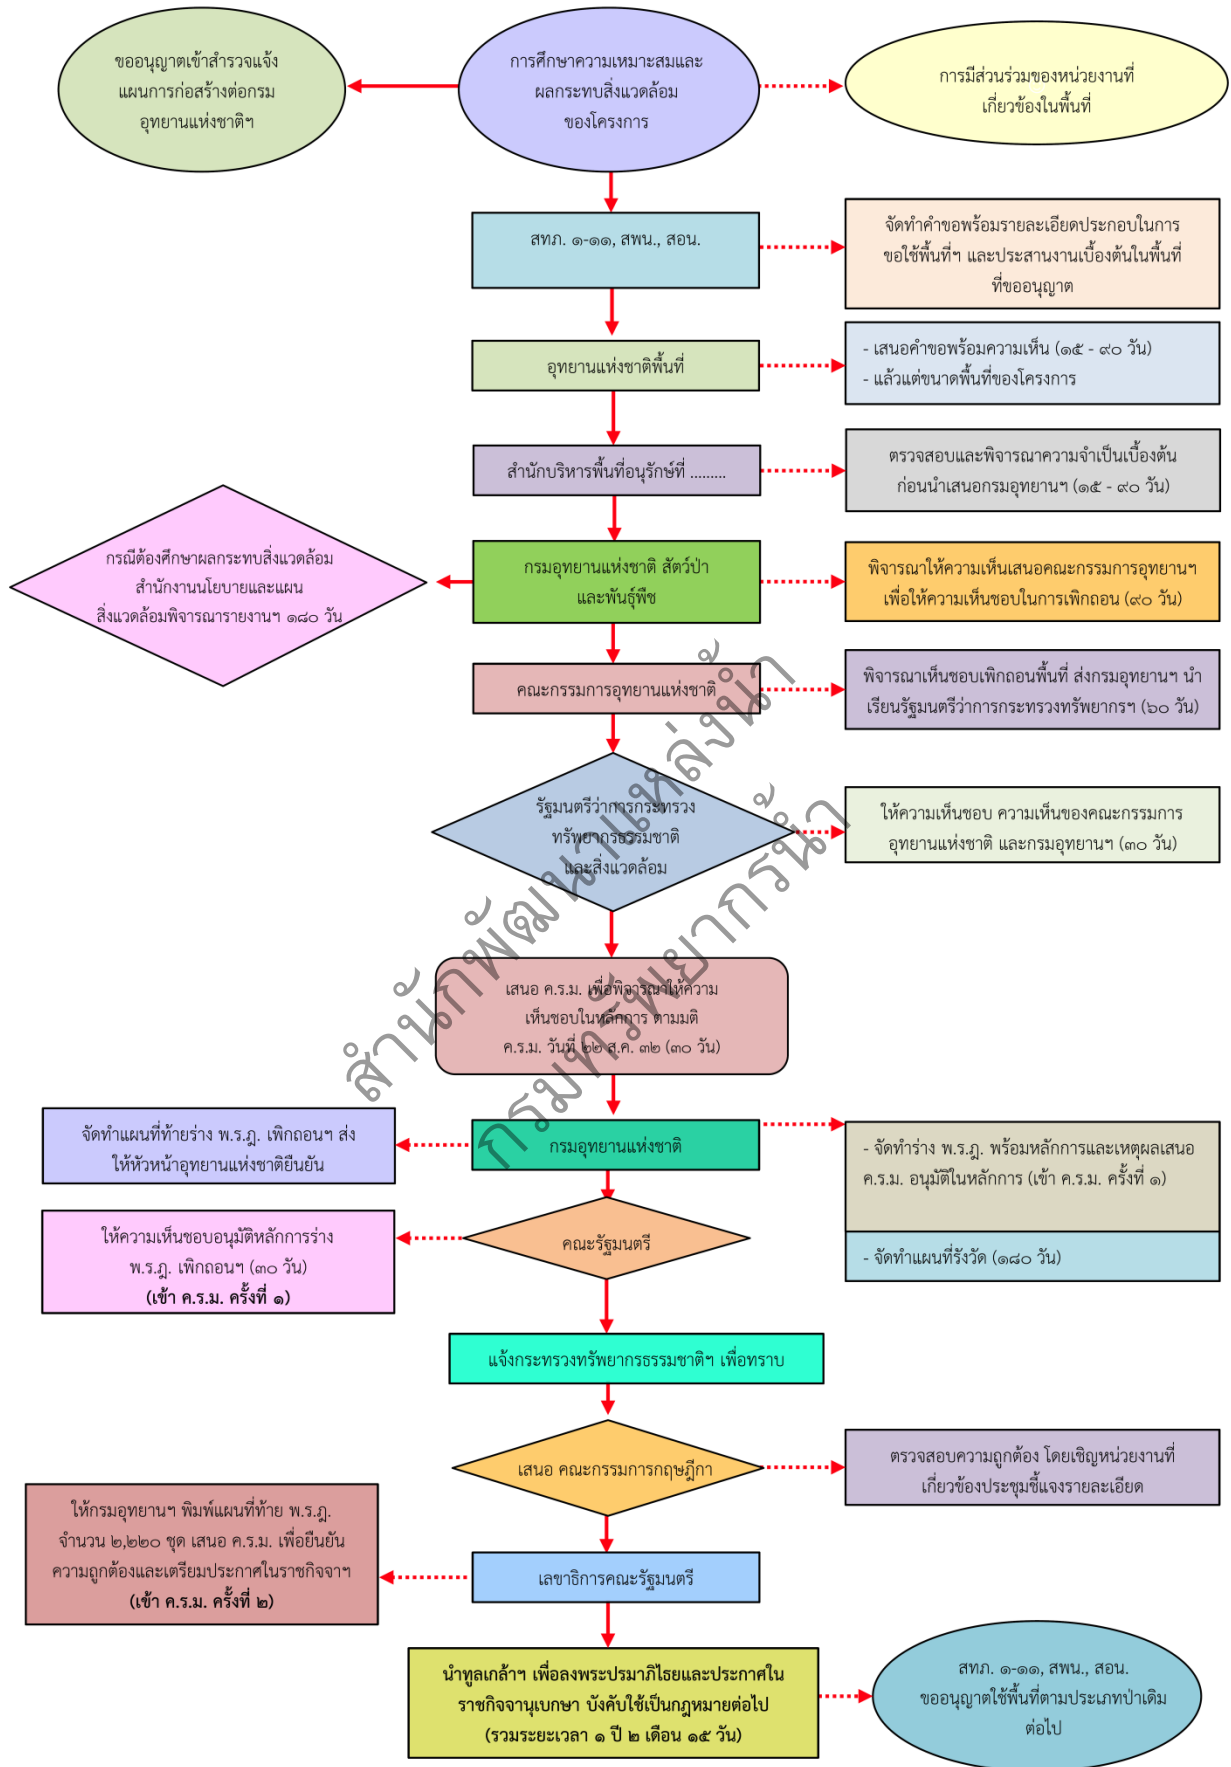 ขออนุญาตเข้าสำรวจแจ้ง
แผนการก่อสร้างต่อกรม
อุทยานแห่งชาติฯ
การศึกษาความเหมาะสมและ
ผลกระทบสิ่งแวดล้อม
ของโครงการ
การมีส่วนร่วมของหน่วยงานที่
เกี่ยวข้องในพื้นที่
สทภ. ๑-๑๑, สพน., สอน.
จัดทำคำขอพร้อมรายละเอียดประกอบในการ
ขอใช้พื้นที่ฯ และประสานงานเบื้องต้นในพื้นที่
ที่ขออนุญาต
อุทยานแห่งชาติพื้นที่
- เสนอคำขอพร้อมความเห็น (๑๕ - ๙๐ วัน)
- แล้วแต่ขนาดพื้นที่ของโครงการ
สำนักบริหารพื้นที่อนุรักษ์ที่ .........
ตรวจสอบและพิจารณาความจำเป็นเบื้องต้น
ก่อนนำเสนอกรมอุทยานฯ (๑๕ - ๙๐ วัน)
กรณีต้องศึกษาผลกระทบสิ่งแวดล้อม
สำนักงานนโยบายและแผน
สิ่งแวดล้อมพิจารณารายงานฯ ๑๘๐ วัน
กรมอุทยานแห่งชาติ สัตว์ป่า
และพันธุ์พืช
พิจารณาให้ความเห็นเสนอคณะกรรมการอุทยานฯ
เพื่อให้ความเห็นชอบในการเพิกถอน (๙๐ วัน)
คณะกรรมการอุทยานแห่งชาติ
พิจารณาเห็นชอบเพิกถอนพื้นที่ ส่งกรมอุทยานฯ นำ
เรียนรัฐมนตรีว่าการกระทรวงทรัพยากรฯ (๖๐ วัน)
รัฐมนตรีว่าการกระทรวง
ทรัพยากรธรรมชาติ
และสิ่งแวดล้อม
ให้ความเห็นชอบ ความเห็นของคณะกรรมการ
อุทยานแห่งชาติ และกรมอุทยานฯ (๓๐ วัน)
เสนอ ค.ร.ม. เพื่อพิจารณาให้ความ
เห็นชอบในหลักการ ตามมติ
ค.ร.ม. วันที่ ๒๒ ส.ค. ๓๒ (๓๐ วัน)
สำนักพัฒนาแหล่งน้ำ
กรมทรัพยากรน้ำ
จัดทำแผนที่ท้ายร่าง พ.ร.ฎ. เพิกถอนฯ ส่ง
ให้หัวหน้าอุทยานแห่งชาติยืนยัน
กรมอุทยานแห่งชาติ
- จัดทำร่าง พ.ร.ฎ. พร้อมหลักการและเหตุผลเสนอ
ค.ร.ม. อนุมัติในหลักการ (เข้า ค.ร.ม. ครั้งที่ ๑)
- จัดทำแผนที่รังวัด (๑๘๐ วัน)
ให้ความเห็นชอบอนุมัติหลักการร่าง
พ.ร.ฎ. เพิกถอนฯ (๓๐ วัน)
(เข้า ค.ร.ม. ครั้งที่ ๑)
คณะรัฐมนตรี
แจ้งกระทรวงทรัพยากรธรรมชาติฯ เพื่อทราบ
เสนอ คณะกรรมการกฤษฎีกา
ตรวจสอบความถูกต้อง โดยเชิญหน่วยงานที่
เกี่ยวข้องประชุมชี้แจงรายละเอียด
ให้กรมอุทยานฯ พิมพ์แผนที่ท้าย พ.ร.ฎ.
จำนวน ๒,๒๒๐ ชุด เสนอ ค.ร.ม. เพื่อยืนยัน
ความถูกต้องและเตรียมประกาศในราชกิจจาฯ
(เข้า ค.ร.ม. ครั้งที่ ๒)
เลขาธิการคณะรัฐมนตรี
นำทูลเกล้าฯ เพื่อลงพระปรมาภิไธยและประกาศใน
ราชกิจจานุเบกษา บังคับใช้เป็นกฎหมายต่อไป
(รวมระยะเวลา ๑ ปี ๒ เดือน ๑๕ วัน)
สทภ. ๑-๑๑, สพน., สอน.
ขออนุญาตใช้พื้นที่ตามประเภทป่าเดิม
ต่อไป